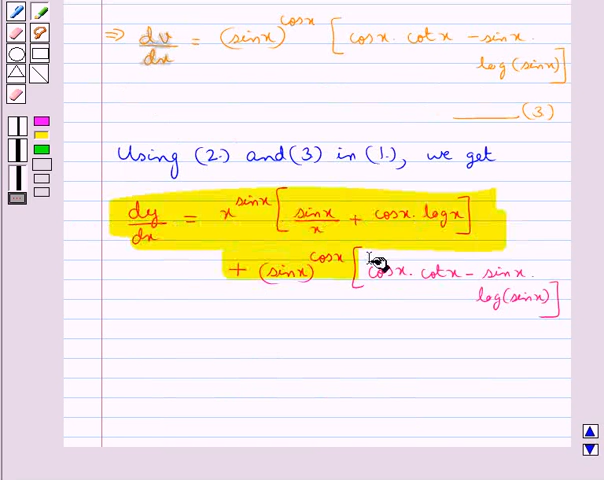 ⇒ dv/dx = (sinx)^cosx [ cosx. cotx - sinx.
log(sinx)]
______(3)
Using (2.) and (3) in (1.), we get
dy/dx = x^sinx [ sinx/x + cosx. logx ]
+ (sinx)^cosx [ cosx. cotx - sinx.
log(sinx)]